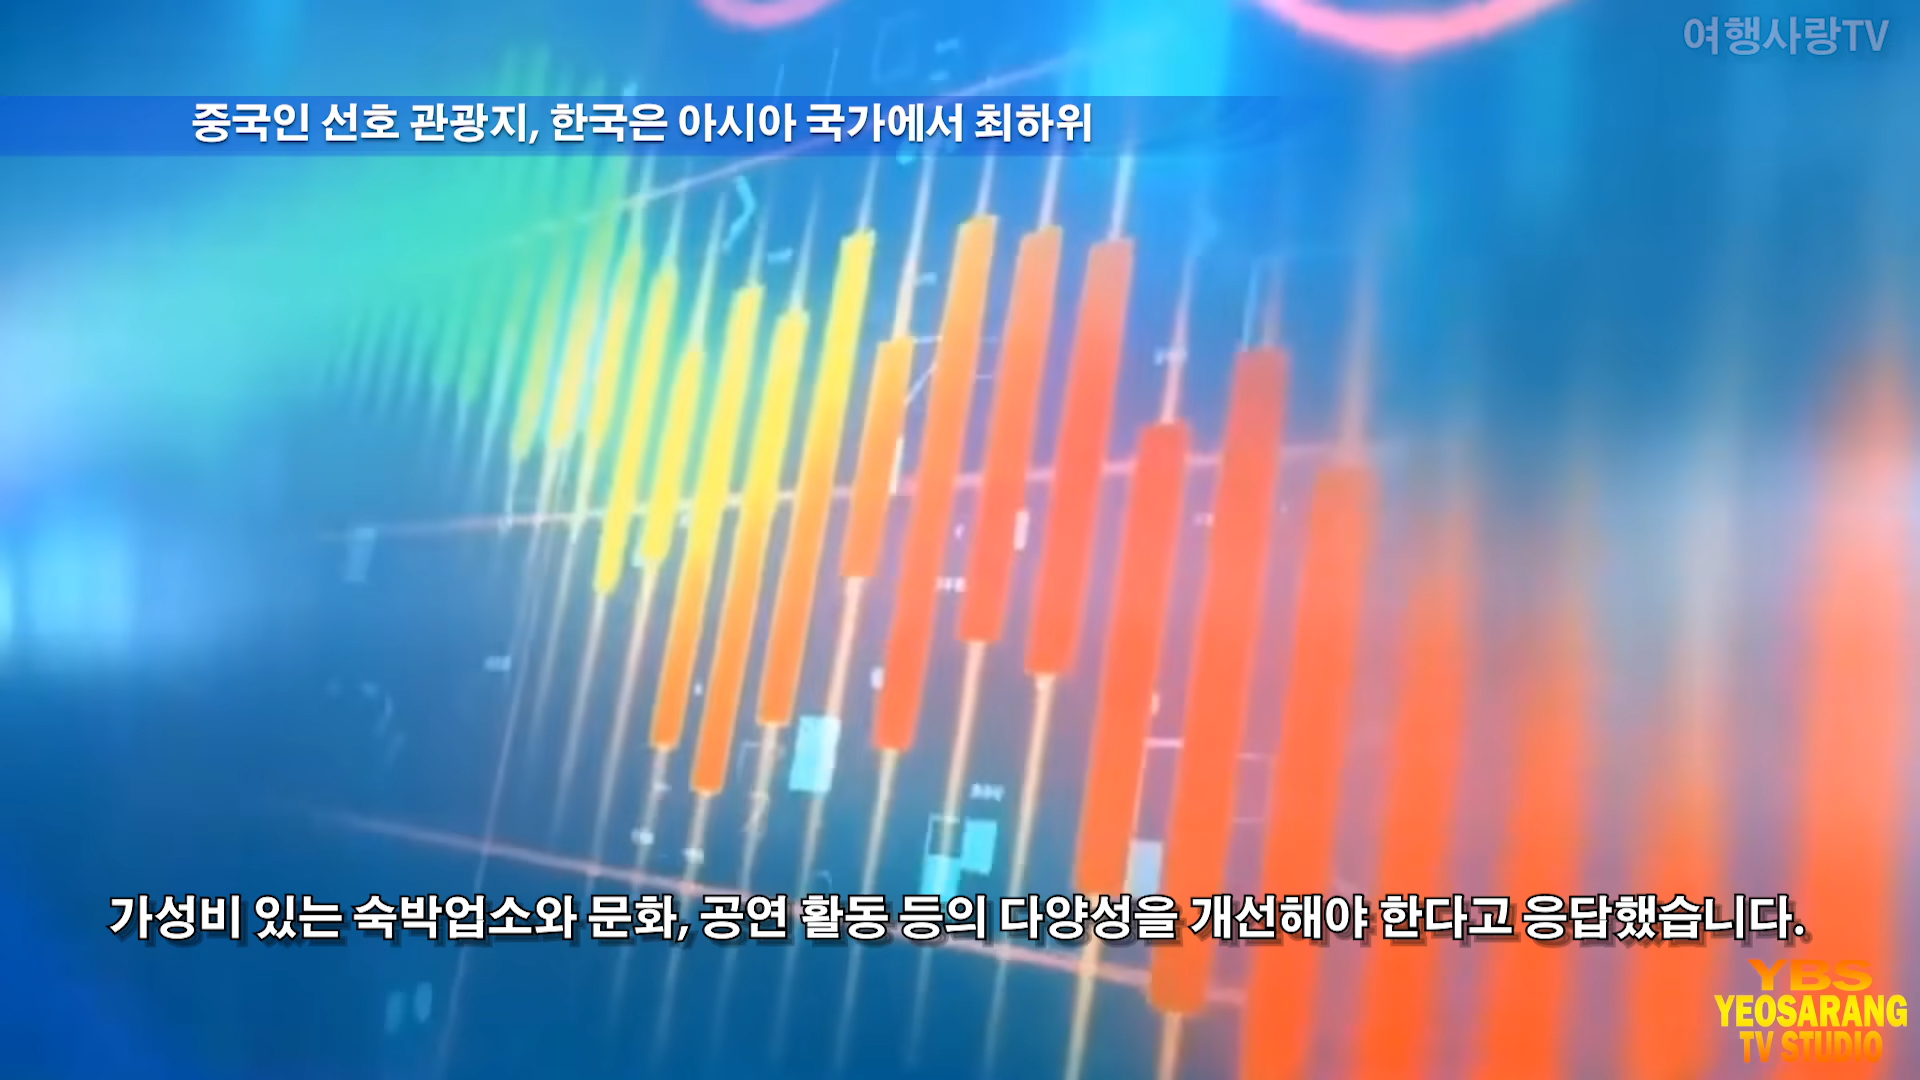 여행사랑TV
중국인 선호 관광지, 한국은 아시아 국가에서 최하위
가성비 있는 숙박업소와 문화, 공연 활동 등의 다양성을 개선해야 한다고 응답했습니다.
YBS
YEOSARANG
TV STUDIO